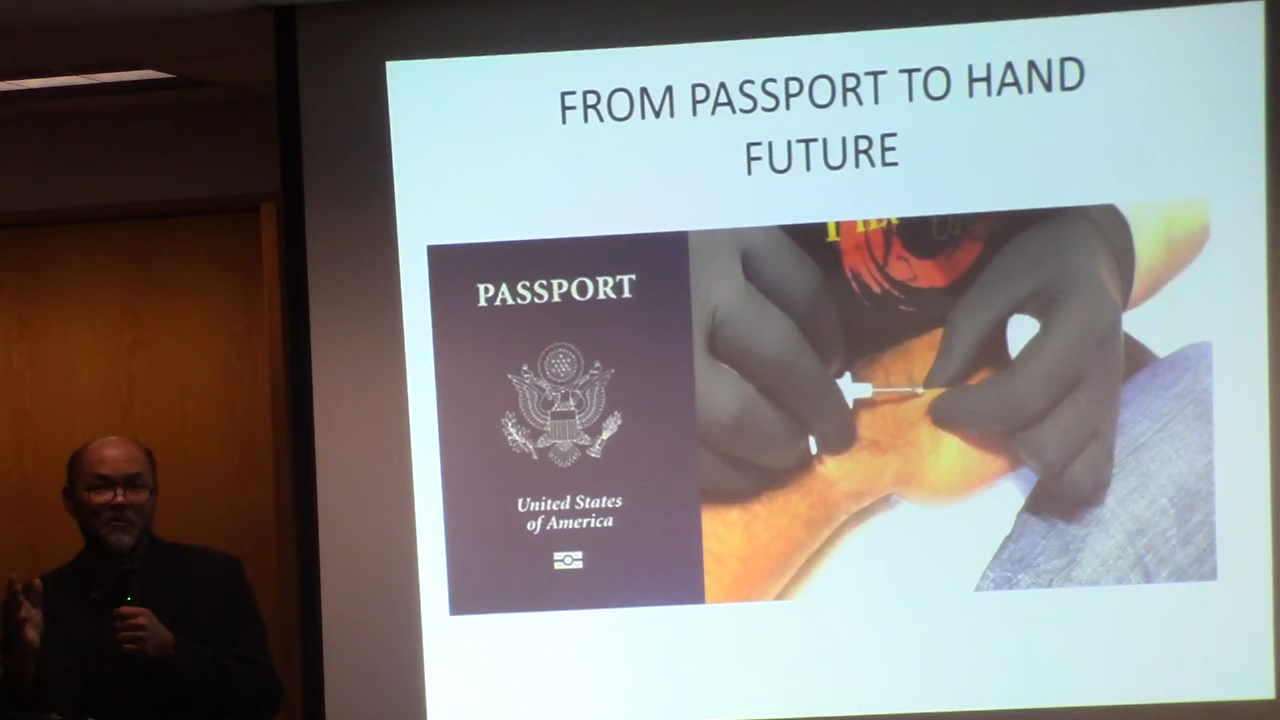 FROM PASSPORT TO HAND
FUTURE
PASSPORT
United States
of America